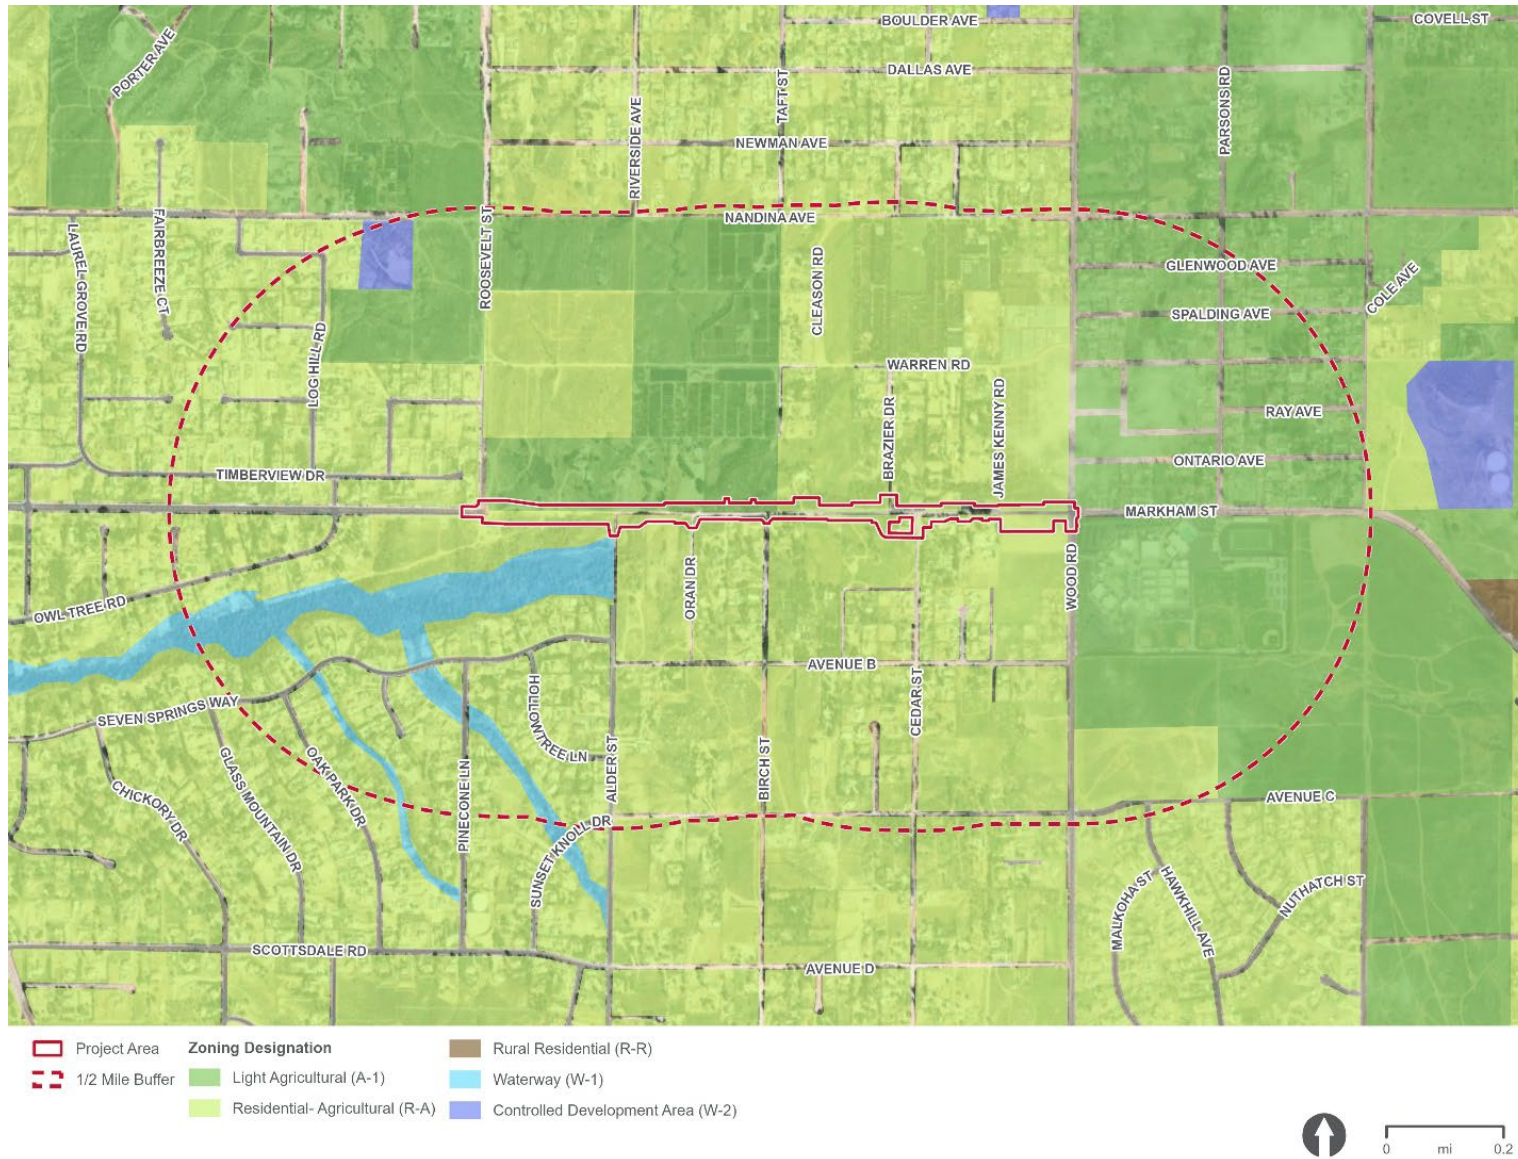 BOULDER AVE
COVELL ST
PORTER AVE
DALLAS AVE
TAFT ST
PARSONS RD
RIVERSIDE AVE
NEWMAN AVE
NANDINA AVE
FAIRBREEZE CT
LAUREL GROVE RD
ROOSEVELT ST
CLEASON RD
GLENWOOD AVE
COLE AVE
SPALDING AVE
LOG HILL RD
WARREN RD
JAMES KENNY RD
BRAZIER DR
RAY AVE
ONTARIO AVE
TIMBERVIEW DR
MARKHAM ST
OWL TREE RD
ORAN DR
WOOD RD
AVENUE B
SEVEN SPRINGS WAY
HOLLOWTREE LN
CEDAR ST
ALDER ST
BIRCH ST
CHICKORY DR
GLASS MOUNTAIN DR
OAK PARK DR
PINECONE LN
SUNSET KNOLL DR
AVENUE C
MALKOHA ST
HAWKHILL AVE
NUTHATCH ST
SCOTTSDALE RD
AVENUE D
Project Area
1/2 Mile Buffer
Zoning Designation
Light Agricultural (A-1)
Residential- Agricultural (R-A)
Rural Residential (R-R)
Waterway (W-1)
Controlled Development Area (W-2)
0 mi 0.2